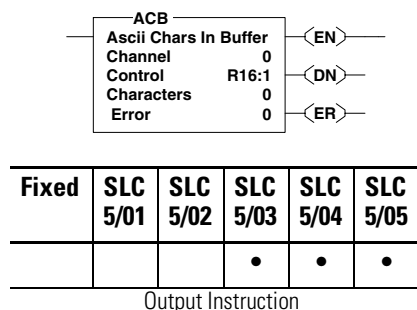 ACB
Ascii Chars In Buffer
Channel 0
Control R16:1
Characters 0
Error 0
EN
DN
ER
Fixed SLC 5/01 SLC 5/02 SLC 5/03 SLC 5/04 SLC 5/05
• • •
Output Instruction